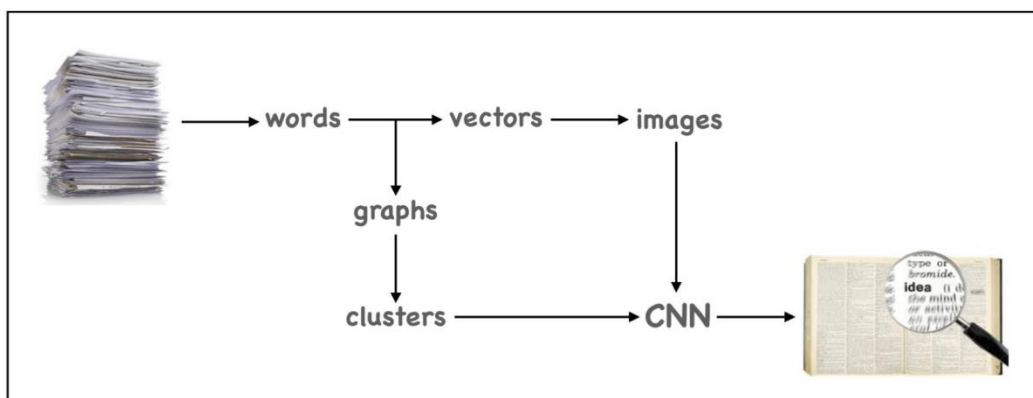 words
vectors
images
graphs
clusters
CNN
type or
bromide.
idea
the mind
or activit